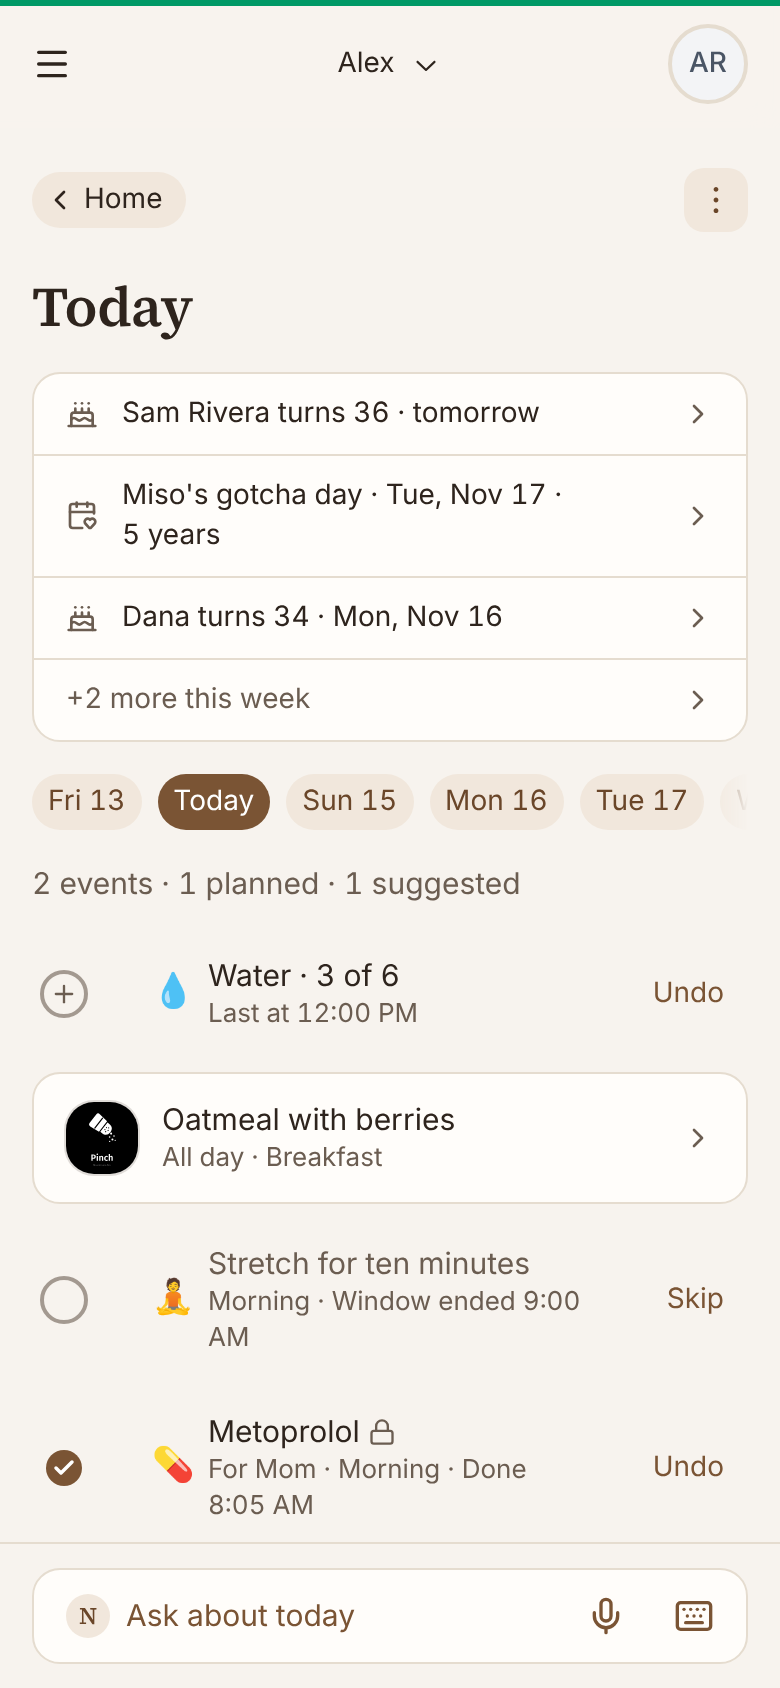 Alex
AR
Home
Today
Sam Rivera turns 36 · tomorrow
Miso's gotcha day · Tue, Nov 17 ·
5 years
Dana turns 34 · Mon, Nov 16
+2 more this week
Fri 13
Today
Sun 15
Mon 16
Tue 17
2 events · 1 planned · 1 suggested
Water · 3 of 6
Last at 12:00 PM
Undo
Pinch
Oatmeal with berries
All day · Breakfast
Stretch for ten minutes
Morning · Window ended 9:00
AM
Skip
Metoprolol
For Mom · Morning · Done
8:05 AM
Undo
N
Ask about today